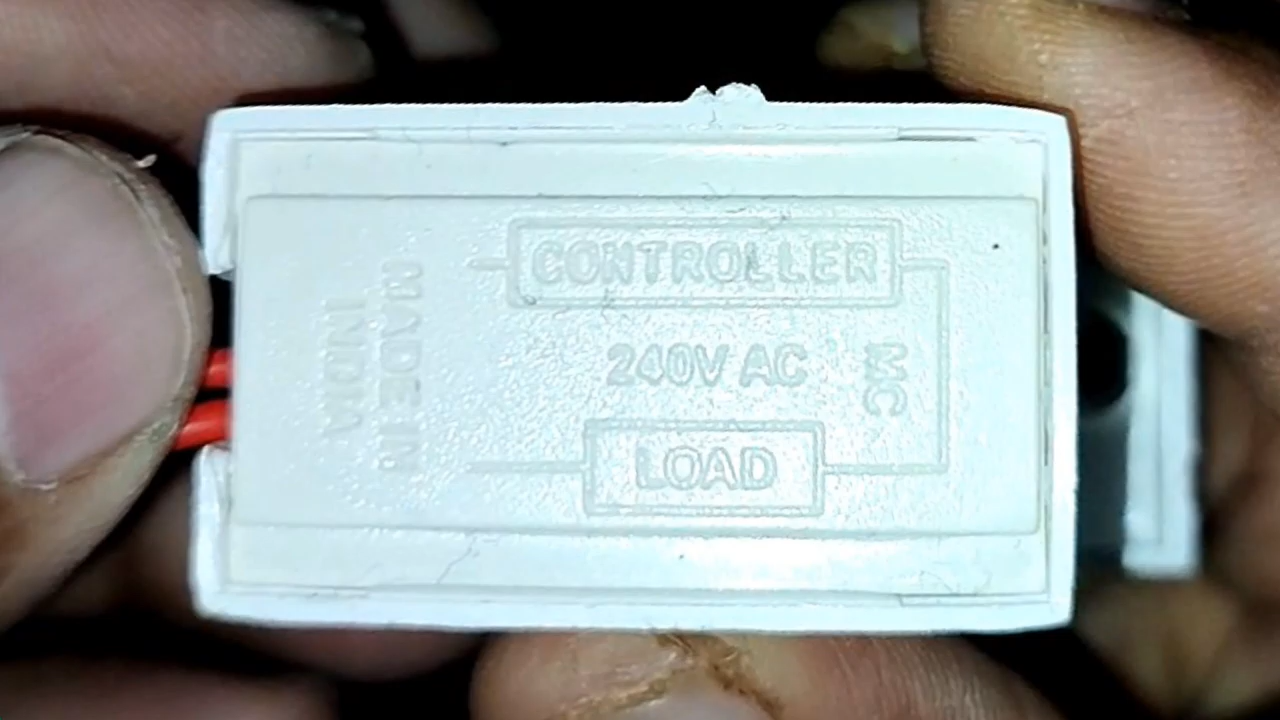 CONTROLLER
240V AC
MC
LOAD
MADE IN
INDIA